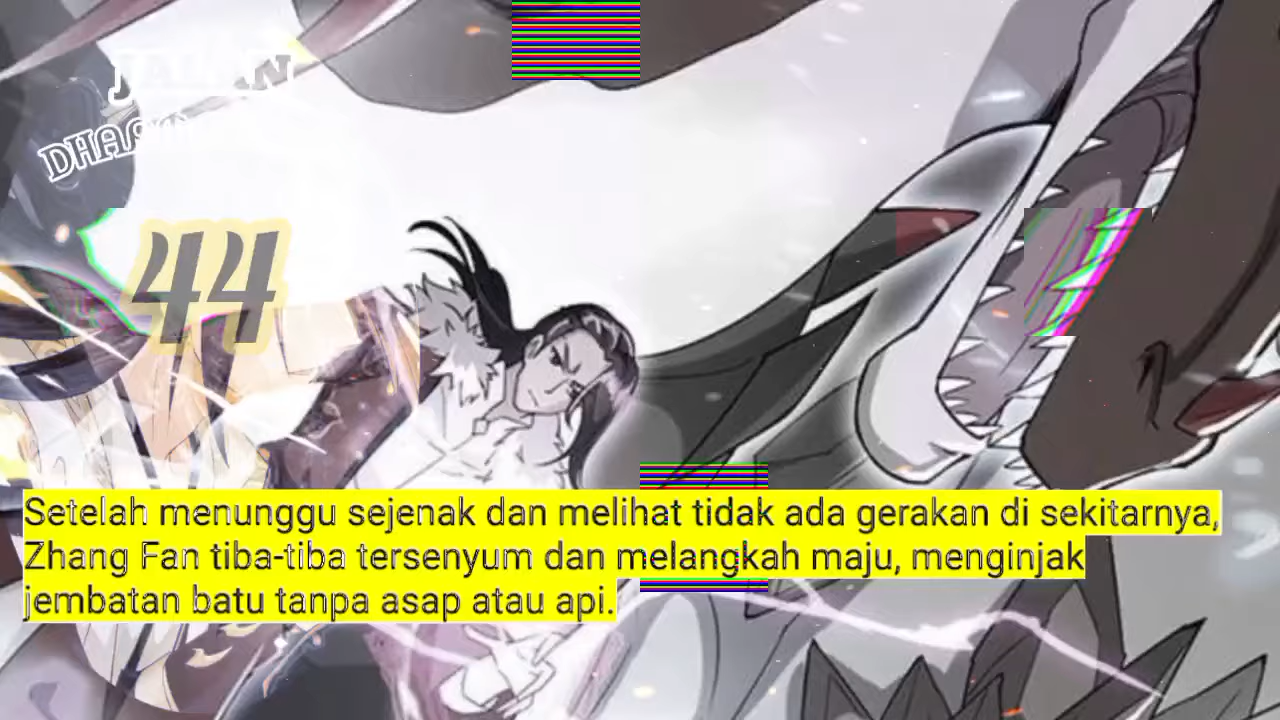 JALAN
44
Setelah menunggu sejenak dan melihat tidak ada gerakan di sekitarnya,
Zhang Fan tiba-tiba tersenyum dan melangkah maju, menginjak
jembatan batu tanpa asap atau api.